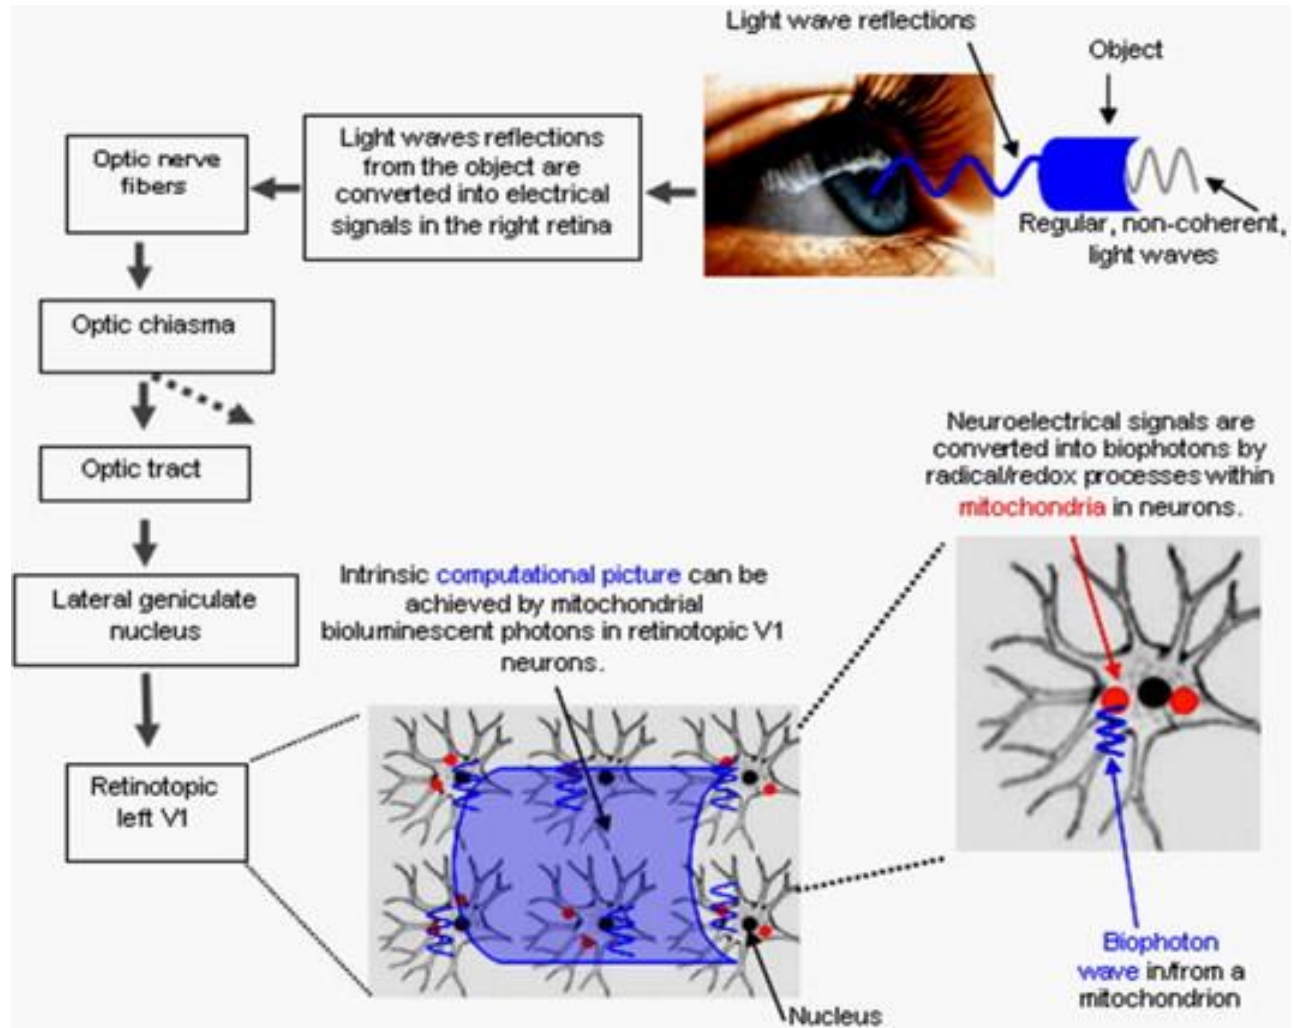 Light wave reflections
Object
Regular, non-coherent,
light waves
Light waves reflections
from the object are
converted into electrical
signals in the right retina
Optic nerve
fibers
Optic chiasma
Optic tract
Lateral geniculate
nucleus
Retinotopic
left V1
Intrinsic computational picture can be
achieved by mitochondrial
bioluminescent photons in retinotopic V1
neurons.
Neuroelectrical signals are
converted into biophotons by
radical/redox processes within
mitochondria in neurons.
Nucleus
Biophoton
wave in/from a
mitochondrion